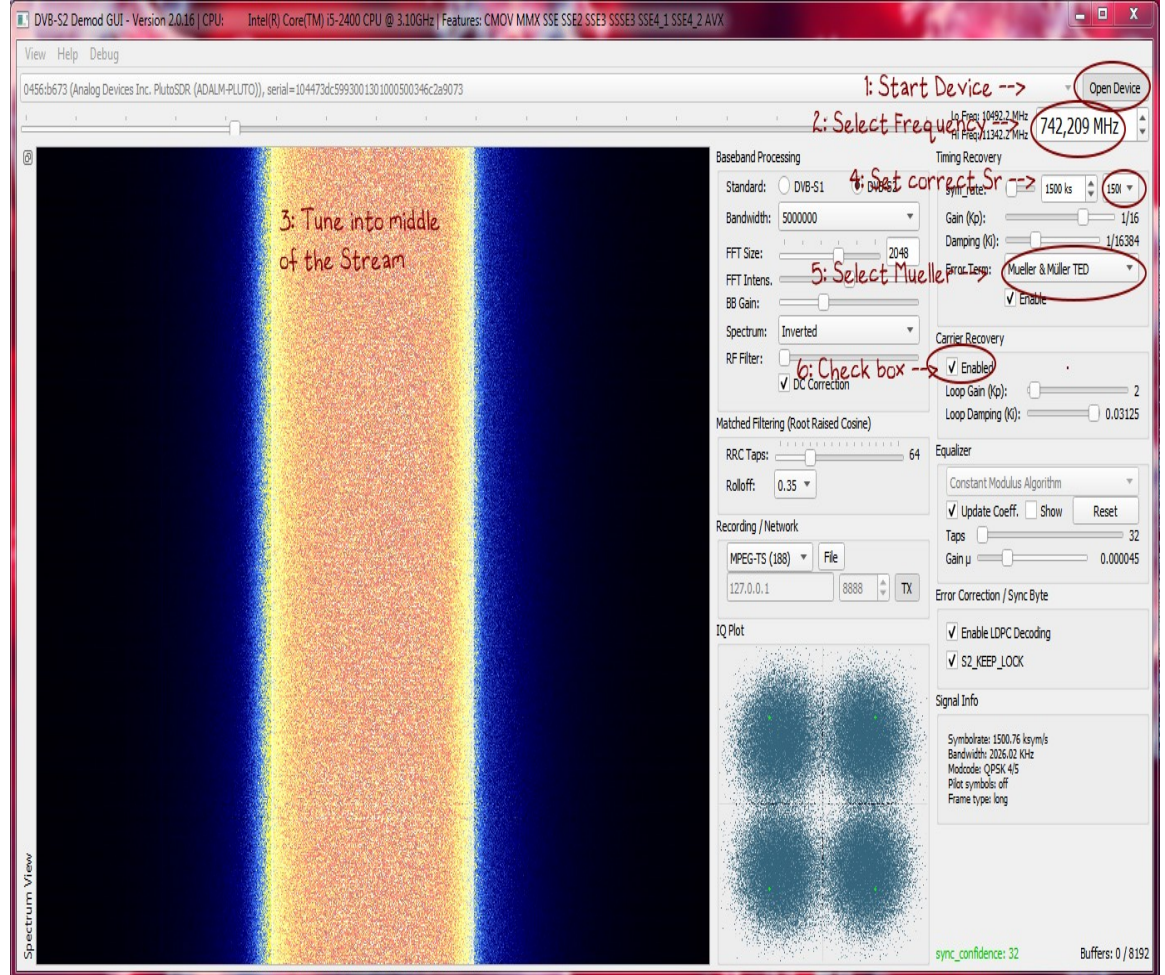 DVB-S2 Demod GUI - Version 2.0.16 | CPU: Intel(R) Core(TM) i5-2400 CPU @ 3.10GHz | Features: CMOV MMX SSE SSE2 SSE3 SSSE3 SSE4_1 SSE4_2 AVX
View Help Debug
0456:b673 (Analog Devices Inc. PlutoSDR (ADALM-PLUTO)), serial=104473dc5993001301000500346c2a9073
1: Start Device -->
Open Device
2: Select Frequency -->
Lo Freq: 10492.2 MHz
Hi Freq: 11342.2 MHz
742,209 MHz
3: Tune into middle
of the Stream
Baseband Processing
Standard: DVB-S1 DVB-S2
Bandwidth: 5000000
FFT Size: 2048
FFT Intens.
BB Gain:
Spectrum: Inverted
RF Filter:
DC Correction
Matched Filtering (Root Raised Cosine)
RRC Taps: 64
Rolloff: 0.35
Recording / Network
MPEG-TS (188) File
127.0.0.1 8888 TX
IQ Plot
Timing Recovery
4: Set correct Sr -->
sym_rate: 1500 ks
Gain (Kp): 1/16
Damping (Ki): 1/16384
5: Select Mueller -->
Error Term: Mueller & Müller TED
Enable
Carrier Recovery
6: Check box -->
Enabled
Loop Gain (Kp): 2
Loop Damping (Ki): 0.03125
Equalizer
Constant Modulus Algorithm
Update Coeff. Show Reset
Taps 32
Gain µ 0.000045
Error Correction / Sync Byte
Enable LDPC Decoding
S2_KEEP_LOCK
Signal Info
Symbolrate: 1500.76 ksym/s
Bandwidth: 2026.02 KHz
Modcode: QPSK 4/5
Pilot symbols: off
Frame type: long
Spectrum View
sync_confidence: 32
Buffers: 0 / 8192